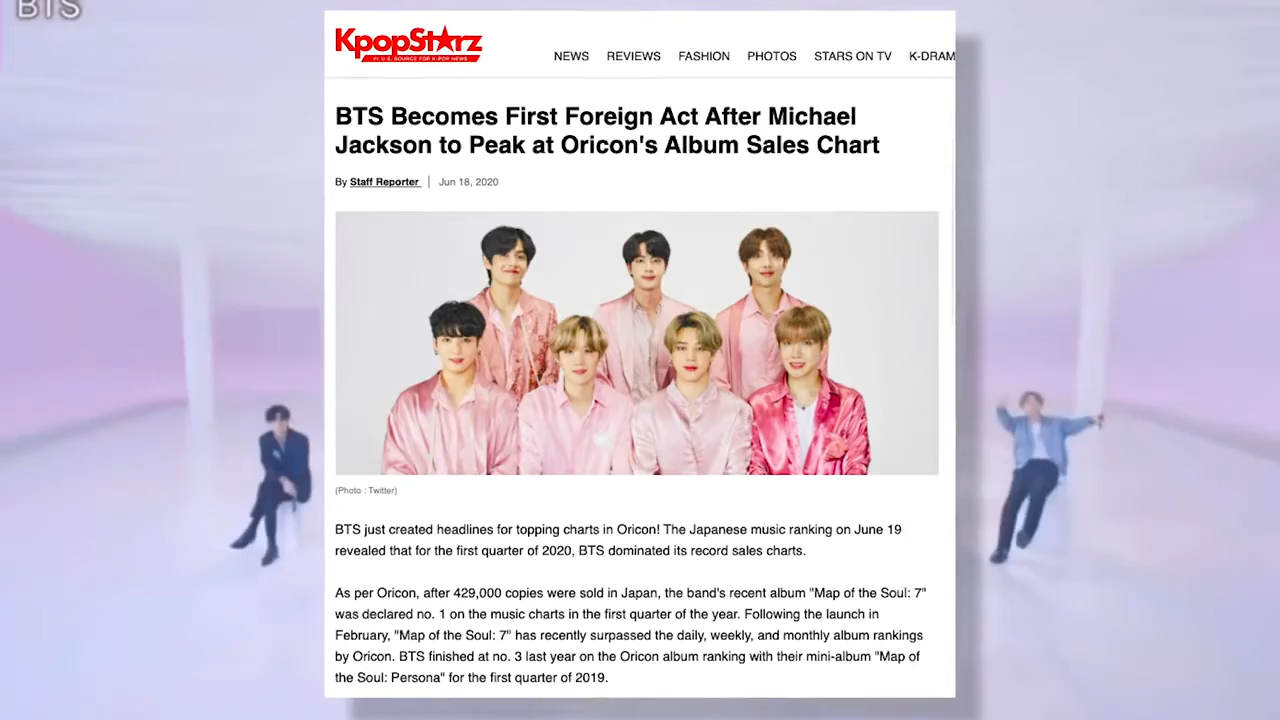 BTS
KpopStarz
#1 U.S. SOURCE FOR K-POP NEWS
NEWS REVIEWS FASHION PHOTOS STARS ON TV K-DRAM
BTS Becomes First Foreign Act After Michael
Jackson to Peak at Oricon's Album Sales Chart
By Staff Reporter | Jun 18, 2020
(Photo : Twitter)
BTS just created headlines for topping charts in Oricon! The Japanese music ranking on June 19
revealed that for the first quarter of 2020, BTS dominated its record sales charts.
As per Oricon, after 429,000 copies were sold in Japan, the band's recent album "Map of the Soul: 7"
was declared no. 1 on the music charts in the first quarter of the year. Following the launch in
February, "Map of the Soul: 7" has recently surpassed the daily, weekly, and monthly album rankings
by Oricon. BTS finished at no. 3 last year on the Oricon album ranking with their mini-album "Map of
the Soul: Persona" for the first quarter of 2019.